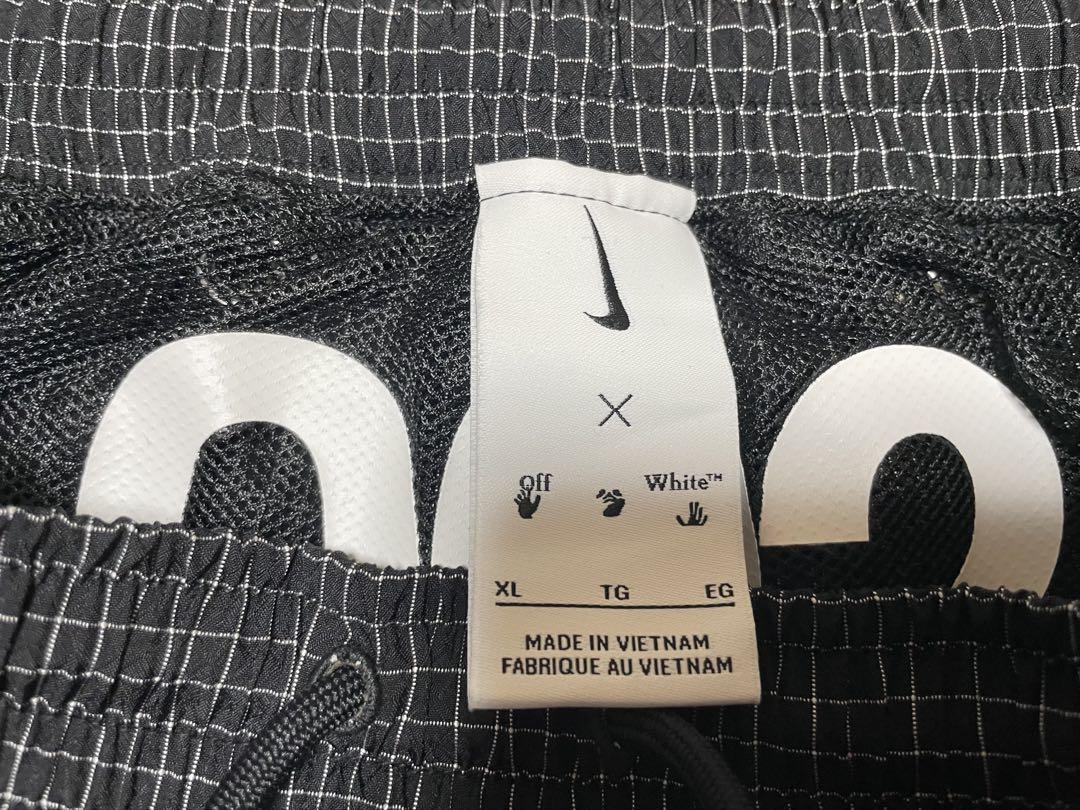 ×
Off White™
XL TG EG
MADE IN VIETNAM
FABRIQUE AU VIETNAM